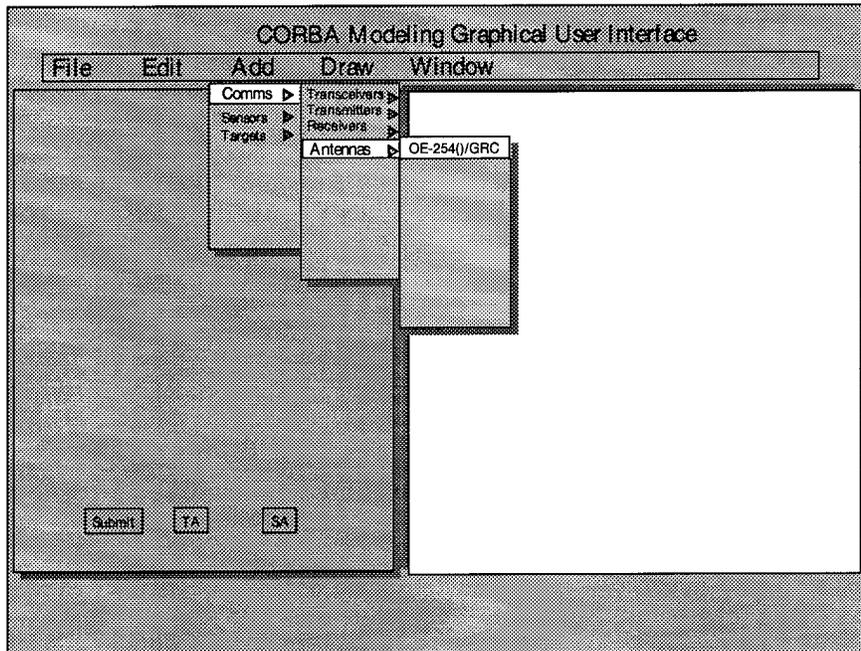 CORBA Modeling Graphical User Interface
File Edit Add Draw Window
Comms
Sensors
Targets
Transceivers
Transmitters
Receivers
Antennas
OE-254()/GRC
Submit TA SA